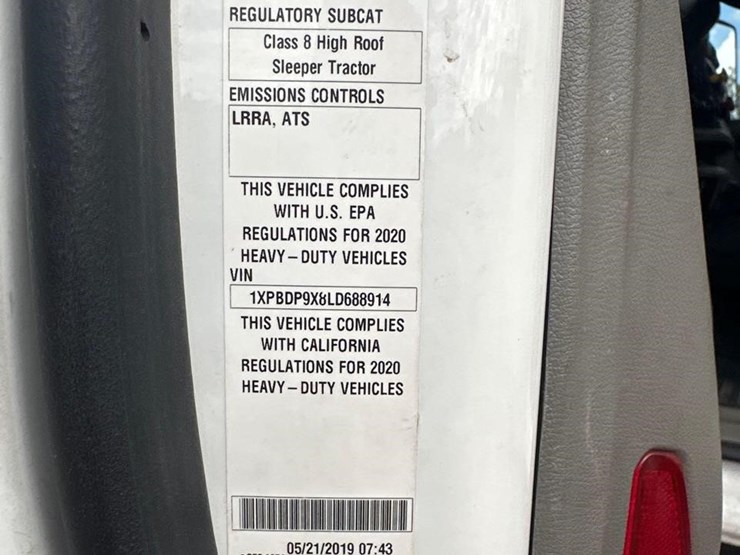 REGULATORY SUBCAT
Class 8 High Roof
Sleeper Tractor
EMISSIONS CONTROLS
LRRA, ATS
THIS VEHICLE COMPLIES
WITH U.S. EPA
REGULATIONS FOR 2020
HEAVY-DUTY VEHICLES
VIN
1XPBDP9X8LD688914
THIS VEHICLE COMPLIES
WITH CALIFORNIA
REGULATIONS FOR 2020
HEAVY-DUTY VEHICLES
05/21/2019 07:43